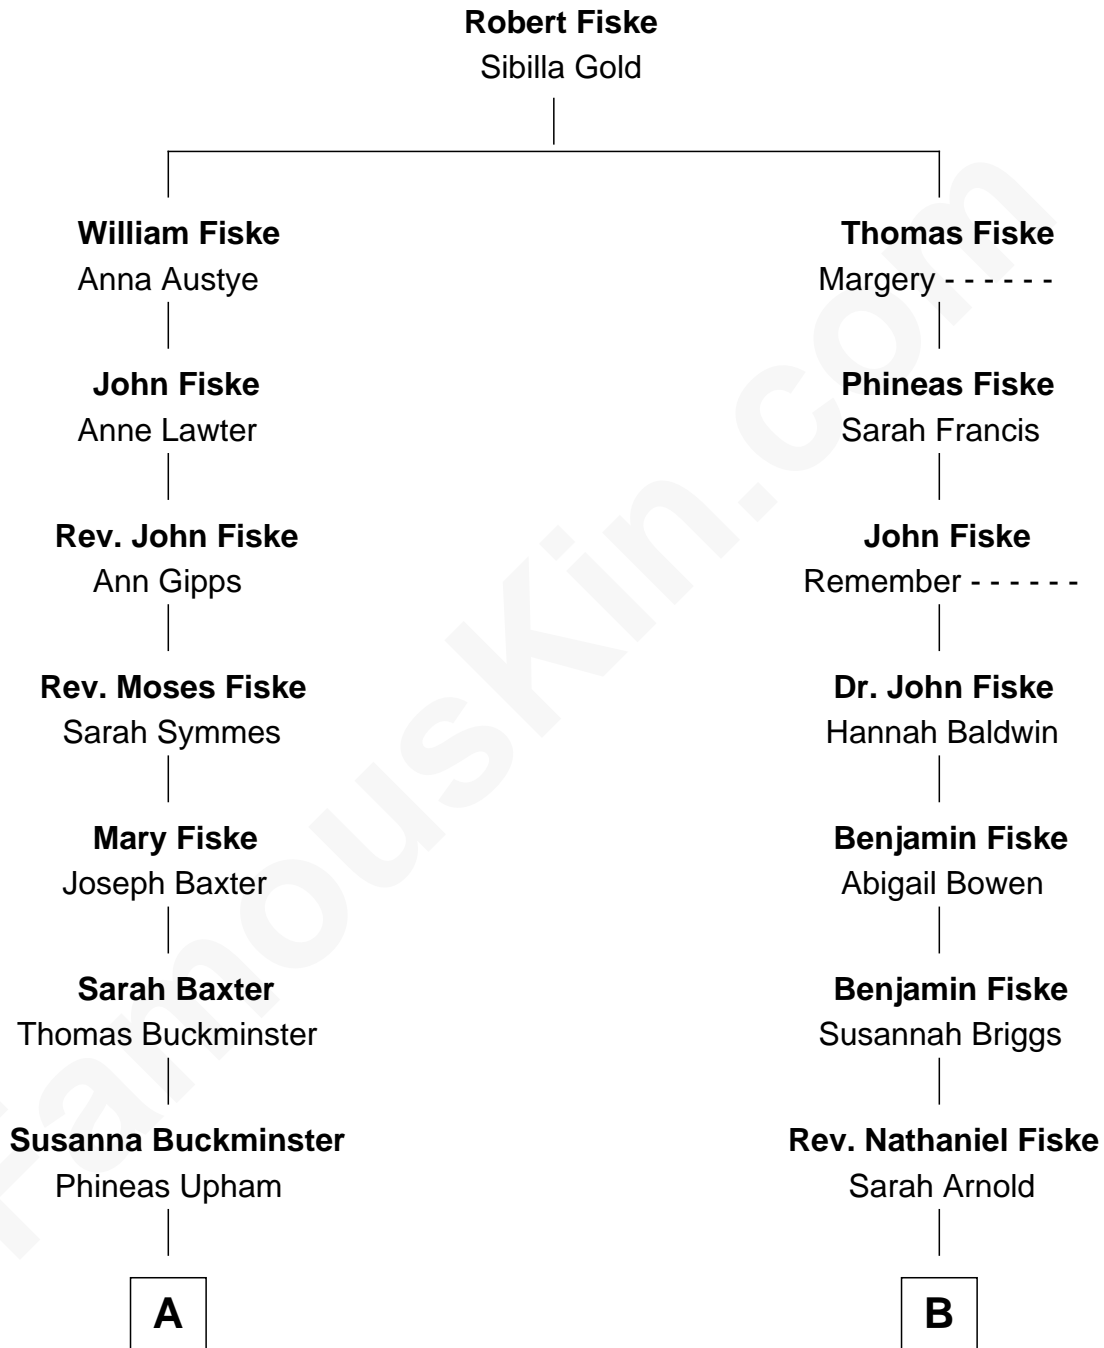 Robert Fiske
Sibilla Gold
William Fiske
Anna Austye
Thomas Fiske
Margery - - - - - -
John Fiske
Anne Lawter
Phineas Fiske
Sarah Francis
Rev. John Fiske
Ann Gipps
John Fiske
Remember - - - - - -
Rev. Moses Fiske
Sarah Symmes
Dr. John Fiske
Hannah Baldwin
Mary Fiske
Joseph Baxter
Benjamin Fiske
Abigail Bowen
Sarah Baxter
Thomas Buckminster
Benjamin Fiske
Susannah Briggs
Susanna Buckminster
Phineas Upham
Rev. Nathaniel Fiske
Sarah Arnold
A
B
FamousKin.com